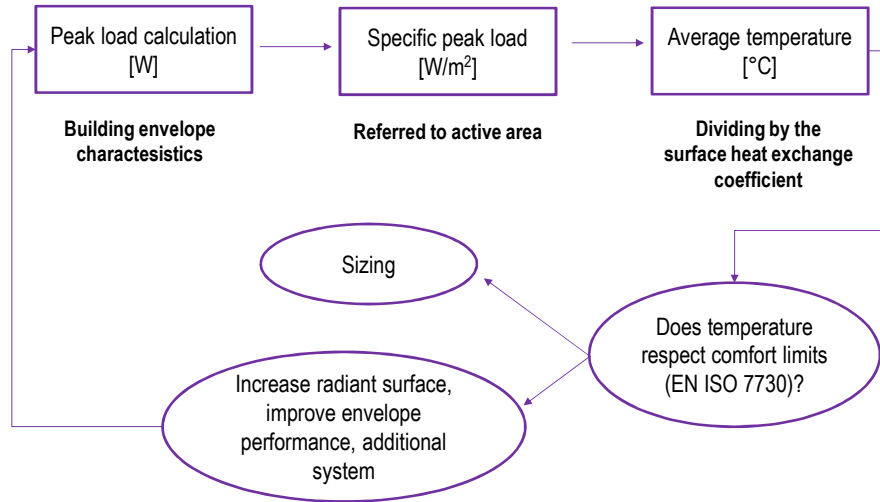 Peak load calculation
[W]
Specific peak load
[W/m²]
Average temperature
[°C]
Building envelope
charactesistics
Referred to active area
Dividing by the
surface heat exchange
coefficient
Sizing
Does temperature
respect comfort limits
(EN ISO 7730)?
Increase radiant surface,
improve envelope
performance, additional
system